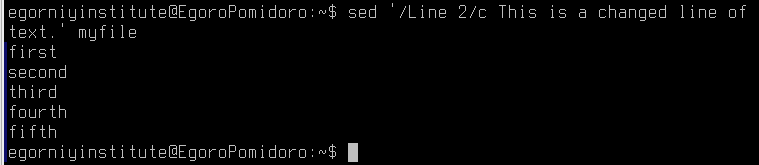 egorniyinstitute@EgoroPomidoro:~$ sed '/Line 2/c This is a changed line of
text.' myfile
first
second
third
fourth
fifth
egorniyinstitute@EgoroPomidoro:~$